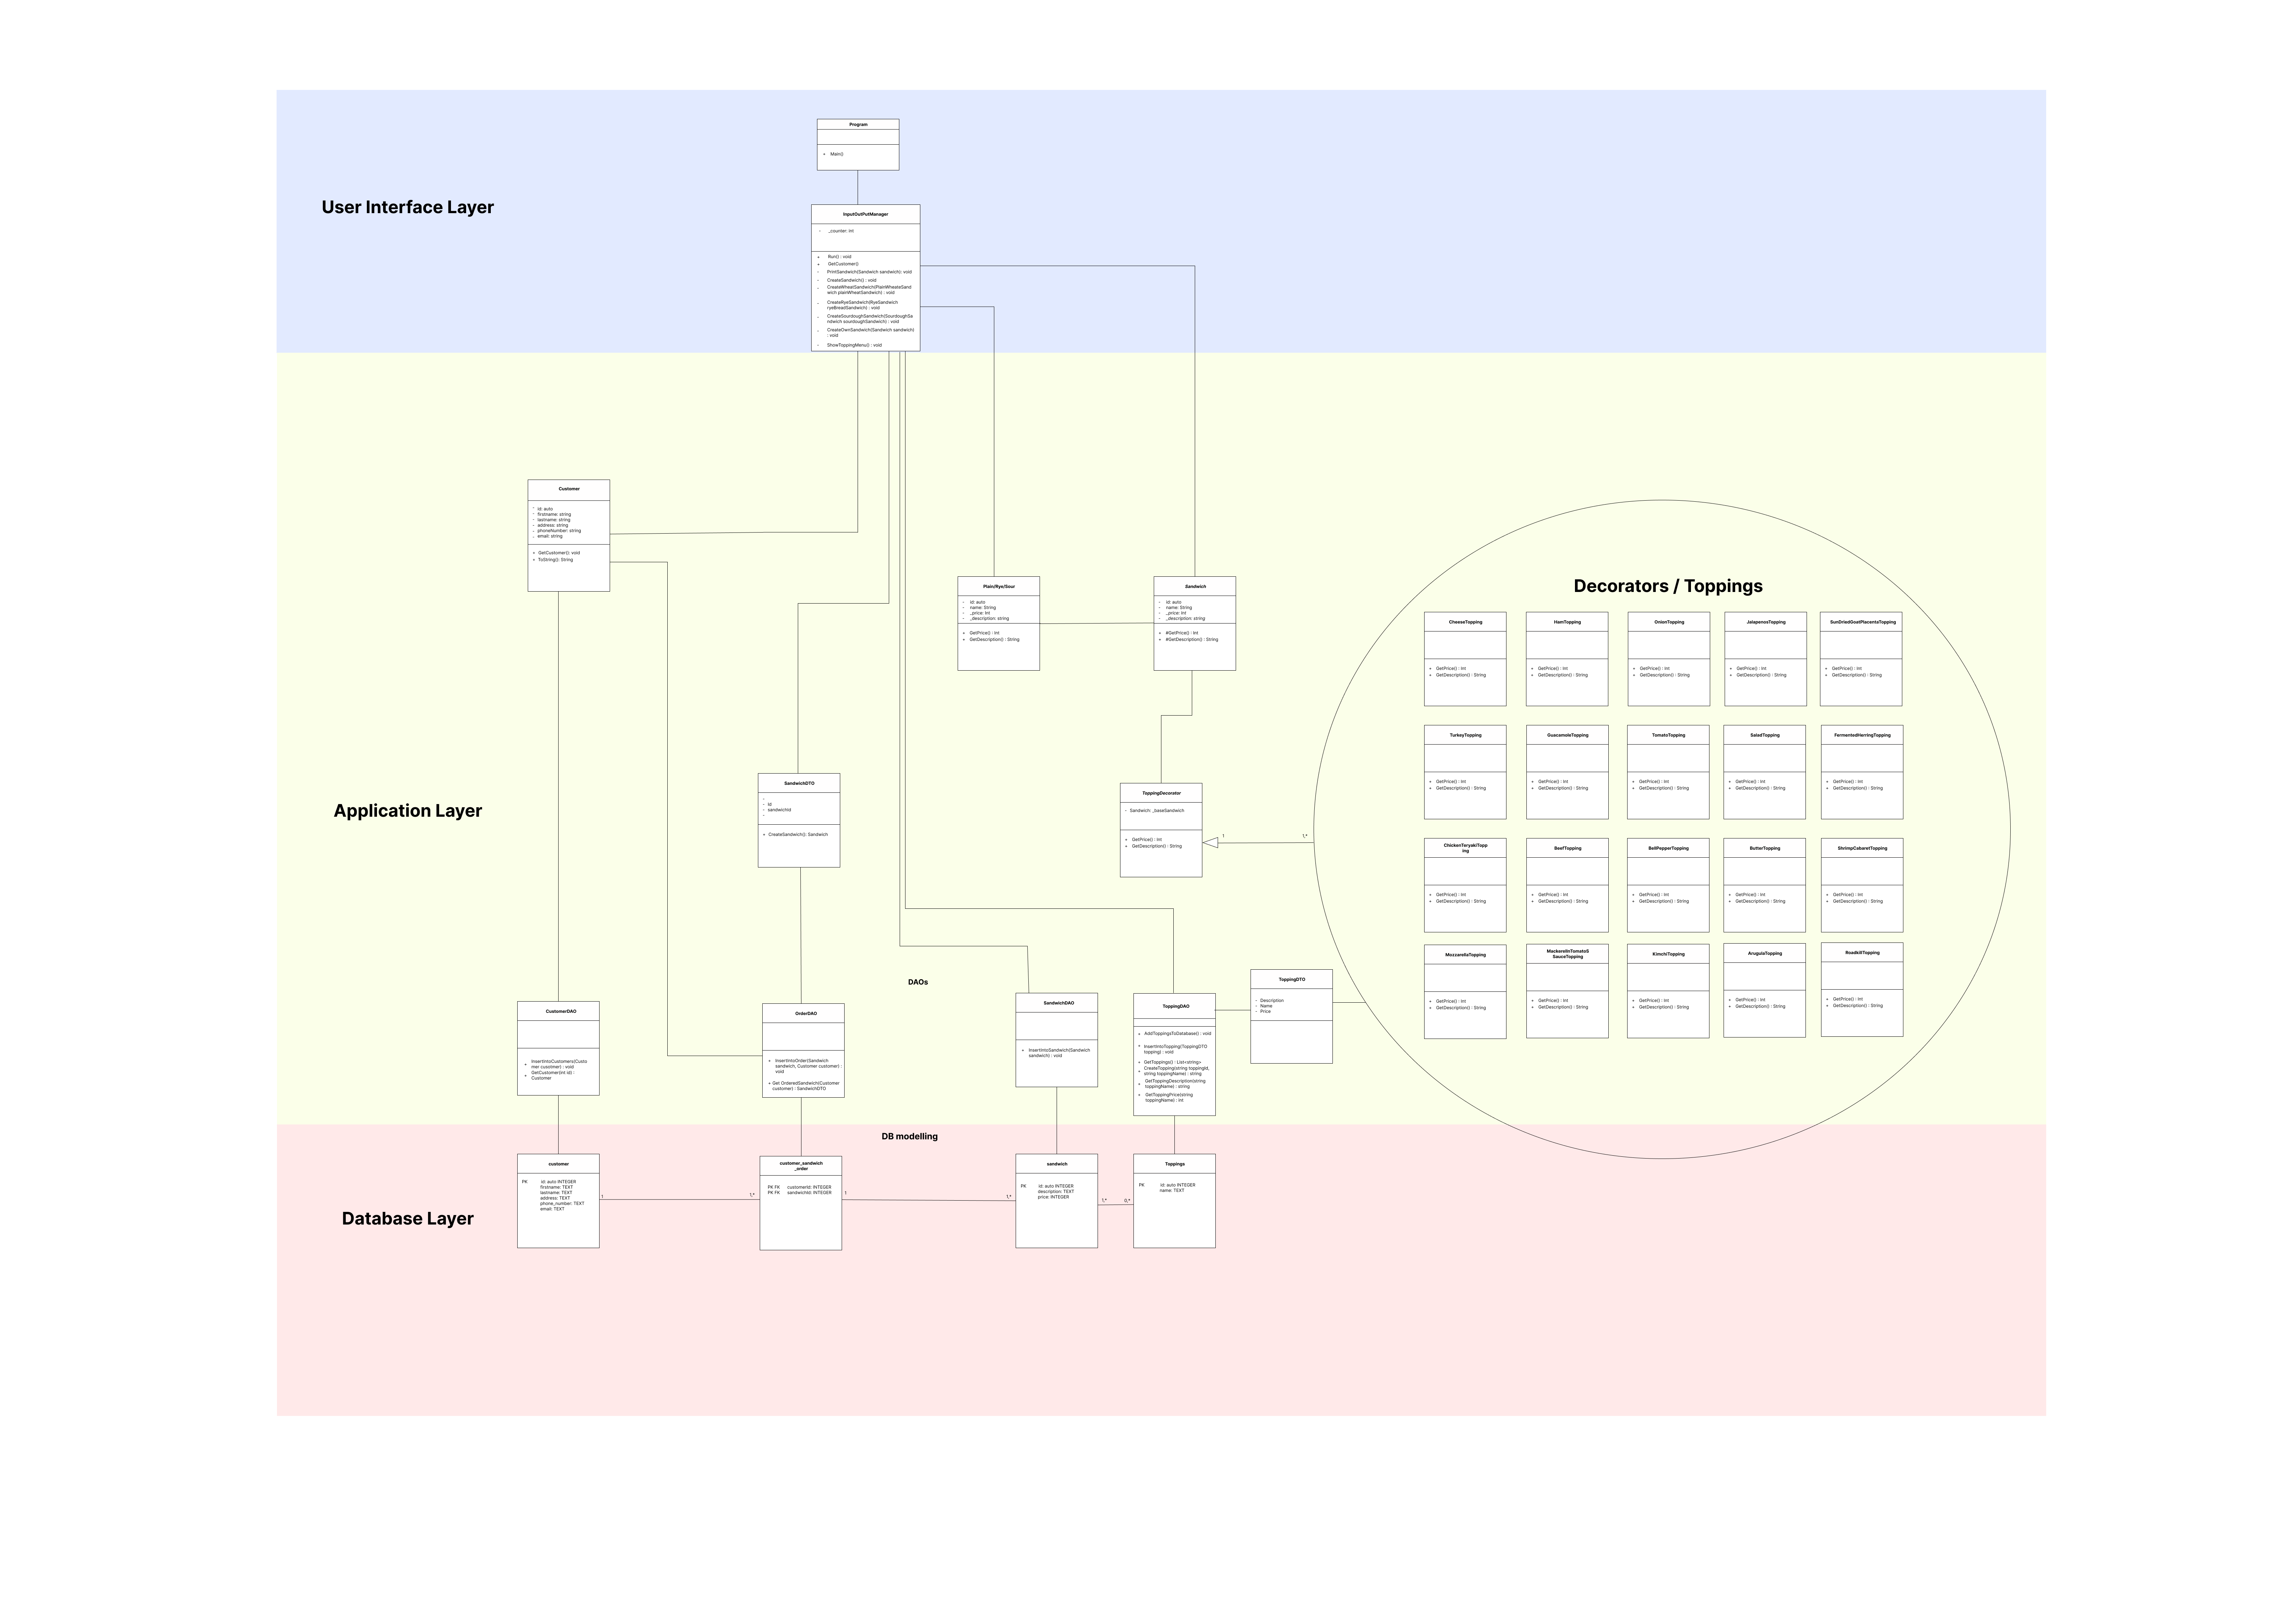 User Interface Layer
Program
+ Main()
InputOutPutManager
- _counter: int
+ Run() : void
+ GetCustomer()
- PrintSandwich(Sandwich sandwich): void
- CreateSandwich() : void
- CreateWheatSandwich(PlainWheateSand
wich plainWheatSandwich) : void
- CreateRyeSandwich(RyeSandwich
ryeBreadSandwich) : void
- CreateSourdoughSandwich(SourdoughSa
ndwich sourdoughSandwich) : void
- CreateOwnSandwich(Sandwich sandwich)
: void
- ShowToppingMenu() : void
Application Layer
Customer
- id: auto
- firstname: string
- lastname: string
- address: string
- phoneNumber: string
- email: string
+ GetCustomer(): void
+ ToString(): String
Plain/Rye/Sour
- id: auto
- name: String
- _price: Int
- _description: string
+ GetPrice() : Int
+ GetDescription() : String
Sandwich
- id: auto
- name: String
- _price: Int
- _description: string
+ #GetPrice() : Int
+ #GetDescription() : String
SandwichDTO
-
- Id
- sandwichId
-
+ CreateSandwich(): Sandwich
ToppingDecorator
- Sandwich: _baseSandwich
+ GetPrice() : Int
+ GetDescription() : String
1
1,*
Decorators / Toppings
CheeseTopping
+ GetPrice() : Int
+ GetDescription() : String
HamTopping
+ GetPrice() : Int
+ GetDescription() : String
OnionTopping
+ GetPrice() : Int
+ GetDescription() : String
JalapenosTopping
+ GetPrice() : Int
+ GetDescription() : String
SunDriedGoatPlacentaTopping
+ GetPrice() : Int
+ GetDescription() : String
TurkeyTopping
+ GetPrice() : Int
+ GetDescription() : String
GuacamoleTopping
+ GetPrice() : Int
+ GetDescription() : String
TomatoTopping
+ GetPrice() : Int
+ GetDescription() : String
SaladTopping
+ GetPrice() : Int
+ GetDescription() : String
FermentedHerringTopping
+ GetPrice() : Int
+ GetDescription() : String
ChickenTeryakiTopp
ing
+ GetPrice() : Int
+ GetDescription() : String
BeefTopping
+ GetPrice() : Int
+ GetDescription() : String
BellPepperTopping
+ GetPrice() : Int
+ GetDescription() : String
ButterTopping
+ GetPrice() : Int
+ GetDescription() : String
ShrimpCabaretTopping
+ GetPrice() : Int
+ GetDescription() : String
MozzarellaTopping
+ GetPrice() : Int
+ GetDescription() : String
MackerelInTomatoS
SauceTopping
+ GetPrice() : Int
+ GetDescription() : String
KimchiTopping
+ GetPrice() : Int
+ GetDescription() : String
ArugulaTopping
+ GetPrice() : Int
+ GetDescription() : String
RoadkillTopping
+ GetPrice() : Int
+ GetDescription() : String
DAOs
CustomerDAO
+ InsertIntoCustomers(Custo
mer cusotmer) : void
+ GetCustomer(int id) :
Customer
OrderDAO
+ InsertIntoOrder(Sandwich
sandwich, Customer customer) :
void
+ Get OrderedSandwich(Customer
customer) : SandwichDTO
SandwichDAO
+ InsertIntoSandwich(Sandwich
sandwich) : void
ToppingDAO
+ AddToppingsToDatabase() : void
+ InsertIntoTopping(ToppingDTO
topping) : void
+ GetToppings() : List<string>
+ CreateTopping(string toppingId,
string toppingName) : string
+ GetToppingDescription(string
toppingName) : string
+ GetToppingPrice(string
toppingName) : int
ToppingDTO
- Description
- Name
- Price
DB modelling
Database Layer
customer
PK id: auto INTEGER
firstname: TEXT
lastname: TEXT
address: TEXT
phone_number: TEXT
email: TEXT
1
1,*
customer_sandwich
_order
PK FK customerId: INTEGER
PK FK sandwichId: INTEGER
1
1,*
sandwich
PK id: auto INTEGER
description: TEXT
price: INTEGER
1,*
0,*
Toppings
PK id: auto INTEGER
name: TEXT